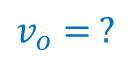 v_o = ?